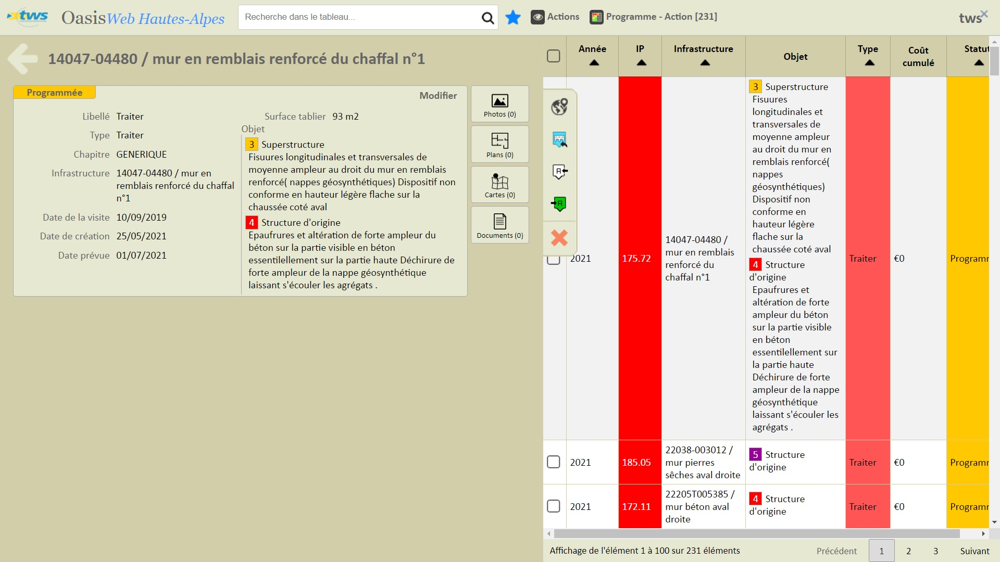 tws
OasisWeb Hautes-Alpes
Recherche dans le tableau...
Actions
Programme - Action [231]
tws
14047-04480 / mur en remblais renforcé du chaffal n°1
Programmée
Modifier
Libellé Traiter
Type Traiter
Chapitre GENERIQUE
Infrastructure 14047-04480 / mur en
remblais renforcé du chaffal
n°1
Date de la visite 10/09/2019
Date de création 25/05/2021
Date prévue 01/07/2021
Surface tablier 93 m2
Objet
3 Superstructure
Fisuures longitudinales et transversales de
moyenne ampleur au droit du mur en remblais
renforcé( nappes géosynthétiques) Dispositif non
conforme en hauteur légère flache sur la
chaussée coté aval
4 Structure d'origine
Epaufrures et altération de forte ampleur du
béton sur la partie visible en béton
essentilellement sur la partie haute Déchirure de
forte ampleur de la nappe géosynthétique
laissant s'écouler les agrégats .
Photos (0)
Plans (0)
Cartes (0)
Documents (0)
A
A
Année
IP
Infrastructure
Objet
Type
Coût
cumulé
Statut
2021
175.72
14047-04480 /
mur en remblais
renforcé du
chaffal n°1
3 Superstructure
Fisuures
longitudinales et
transversales de
moyenne ampleur
au droit du mur en
remblais renforcé(
nappes
géosynthétiques)
Dispositif non
conforme en
hauteur légère
flache sur la
chaussée coté aval
4 Structure
d'origine
Epaufrures et
altération de forte
ampleur du béton
sur la partie visible
en béton
essentilellement sur
la partie haute
Déchirure de forte
ampleur de la nappe
géosynthétique
laissant s'écouler les
agrégats .
Traiter
€0
Programm
2021
185.05
22038-003012 /
mur pierres
sêches aval droite
5 Structure
d'origine
Traiter
€0
Programm
2021
172.11
22205T005385 /
mur béton aval
droite
4 Structure
d'origine
Traiter
€0
Programm
Affichage de l'élément 1 à 100 sur 231 éléments
Précédent 1 2 3 Suivant